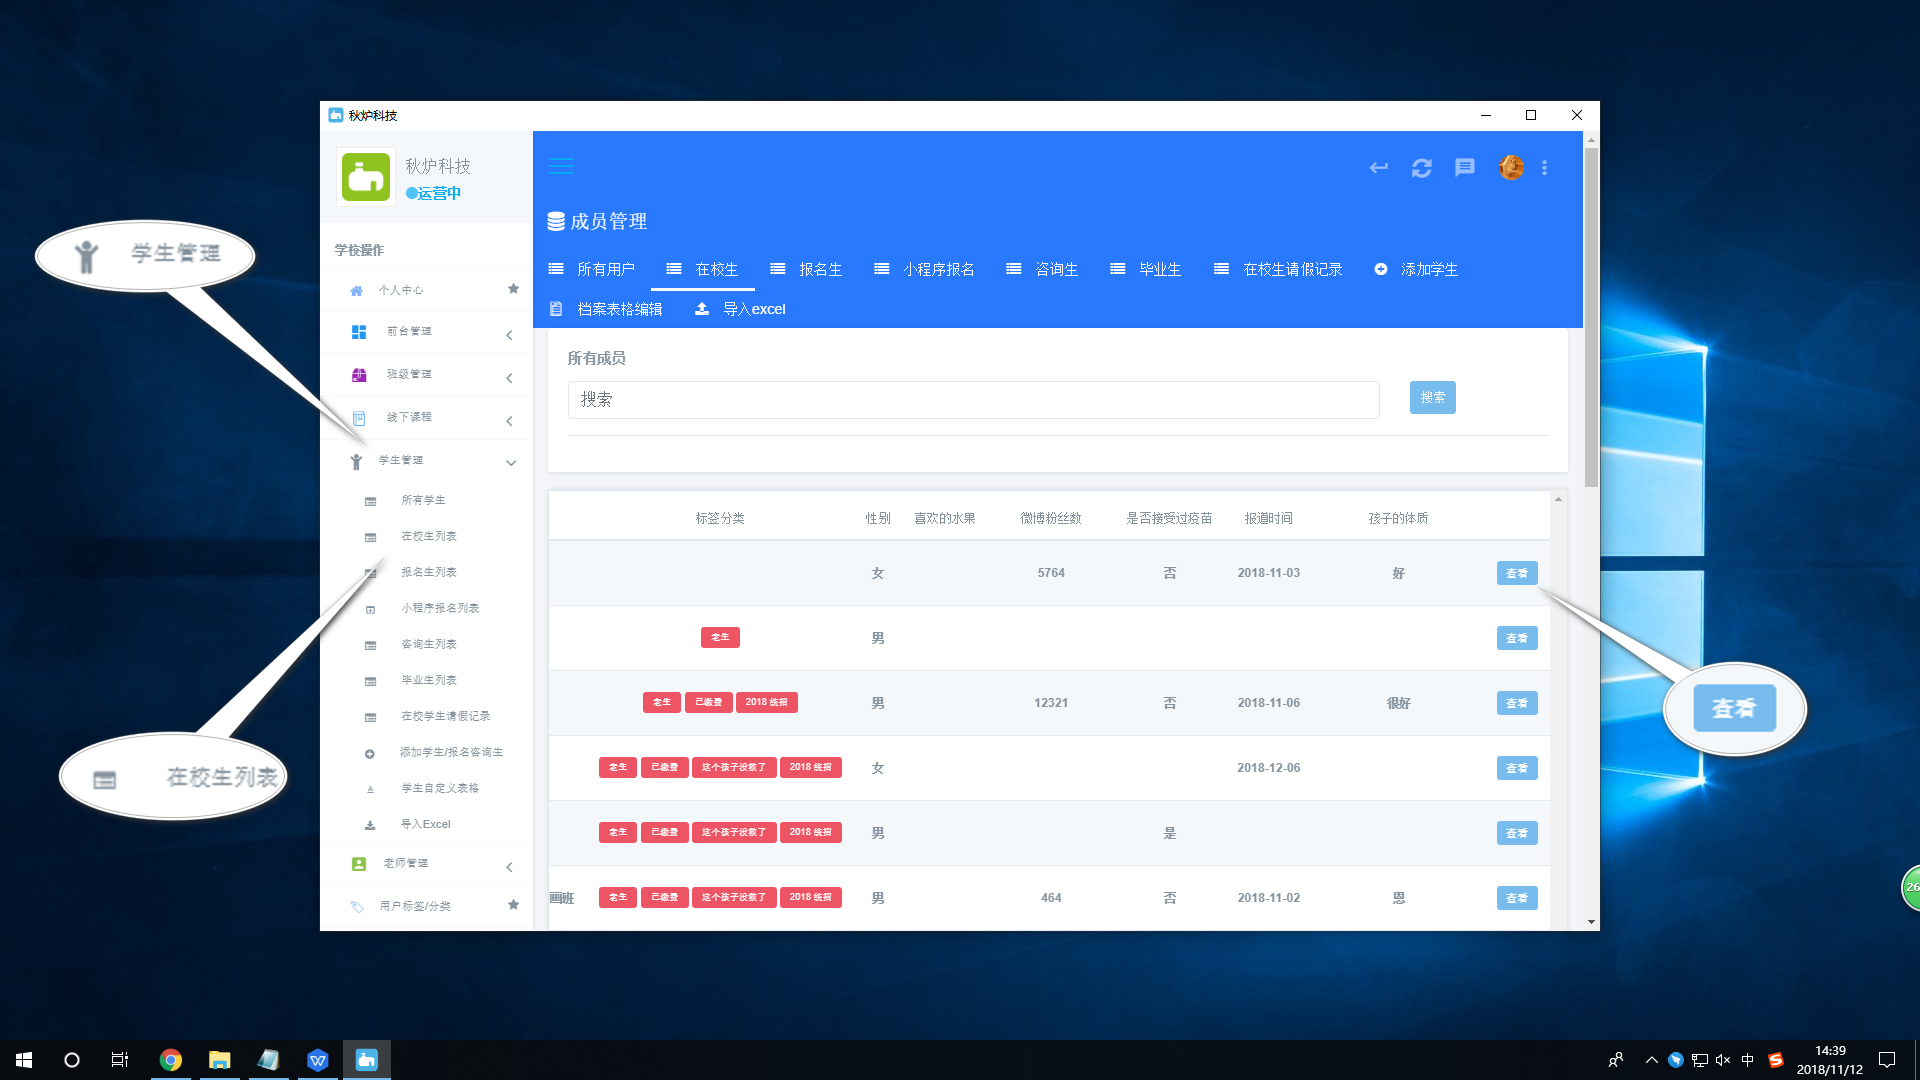 秋炉科技
秋炉科技
运营中
学校操作
个人中心
前台管理
班级管理
线下课程
学生管理
所有学生
在校生列表
报名生列表
小程序报名列表
咨询生列表
毕业生列表
在校学生请假记录
添加学生/报名咨询生
学生自定义表格
导入Excel
老师管理
用户标签/分类
学生管理
在校生列表
成员管理
所有用户 在校生 报名生 小程序报名 咨询生 毕业生 在校生请假记录 添加学生
档案表格编辑 导入excel
所有成员
搜索 搜索
标签分类 性别 喜欢的水果 微博粉丝数 是否接受过疫苗 报道时间 孩子的体质
女 5764 否 2018-11-03 好 查看
老生 男 查看
老生 已缴费 2018 统招 男 12321 否 2018-11-06 很好 查看
老生 已缴费 这个孩子没救了 2018 统招 女 2018-12-06 查看
老生 已缴费 这个孩子没救了 2018 统招 男 是 查看
画班 老生 已缴费 这个孩子没救了 2018 统招 男 464 否 2018-11-02 恩 查看
查看
26
中
14:39
2018/11/12